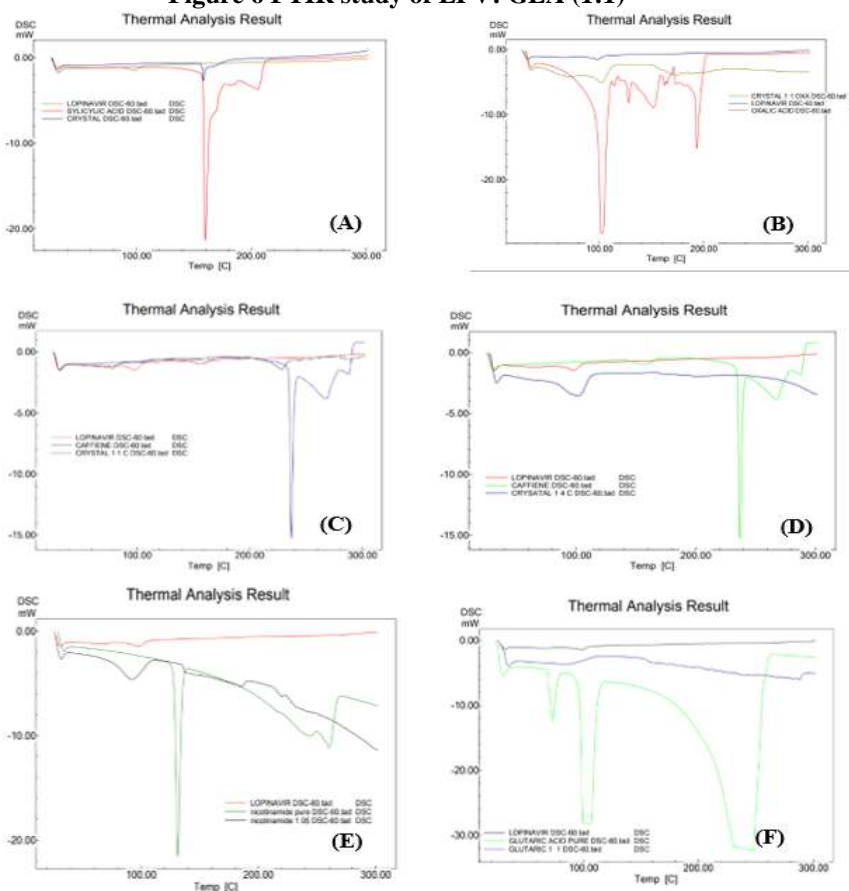 Figure 6 FTIR study of LPV: GLA (1:1)
DSC
mW
Thermal Analysis Result
0.00
-10.00
-20.00
LOPINAVIR DSC-60.tad DSC
SYLICYLIC ACID DSC-60.tad DSC
CRYSTAL DSC-60.tad DSC
(A)
100.00 200.00 300.00
Temp [C]
DSC
mW
Thermal Analysis Result
0.00
-10.00
-20.00
CRYSTAL 1 1 OXA DSC-60.tad
LOPINAVIR DSC-60.tad
OXALIC ACID DSC-60.tad
(B)
100.00 200.00 300.00
Temp [C]
DSC
mW
Thermal Analysis Result
0.00
-5.00
-10.00
-15.00
LOPINAVIR DSC-60.tad DSC
CAFFIENE DSC-60.tad DSC
CRYSTAL 1 1 C DSC-60.tad DSC
(C)
100.00 200.00 300.00
Temp [C]
DSC
mW
Thermal Analysis Result
0.00
-5.00
-10.00
-15.00
LOPINAVIR DSC-60.tad DSC
CAFFIENE DSC-60.tad DSC
CRYSATAL 1 4 C DSC-60.tad DSC
(D)
100.00 200.00 300.00
Temp [C]
DSC
mW
Thermal Analysis Result
0.00
-10.00
-20.00
LOPINAVIR DSC-60.tad DSC
nicotinamide pure DSC-60.tad DSC
nicotinamide 1 05 DSC-60.tad DSC
(E)
100.00 200.00 300.00
Temp [C]
DSC
mW
Thermal Analysis Result
0.00
-10.00
-20.00
-30.00
LOPINAVIR DSC-60.tad DSC
GLUTARIC ACID PURE DSC-60.tad DSC
GLUTARIC 1 1 DSC-60.tad DSC
(F)
100.00 200.00 300.00
Temp [C]